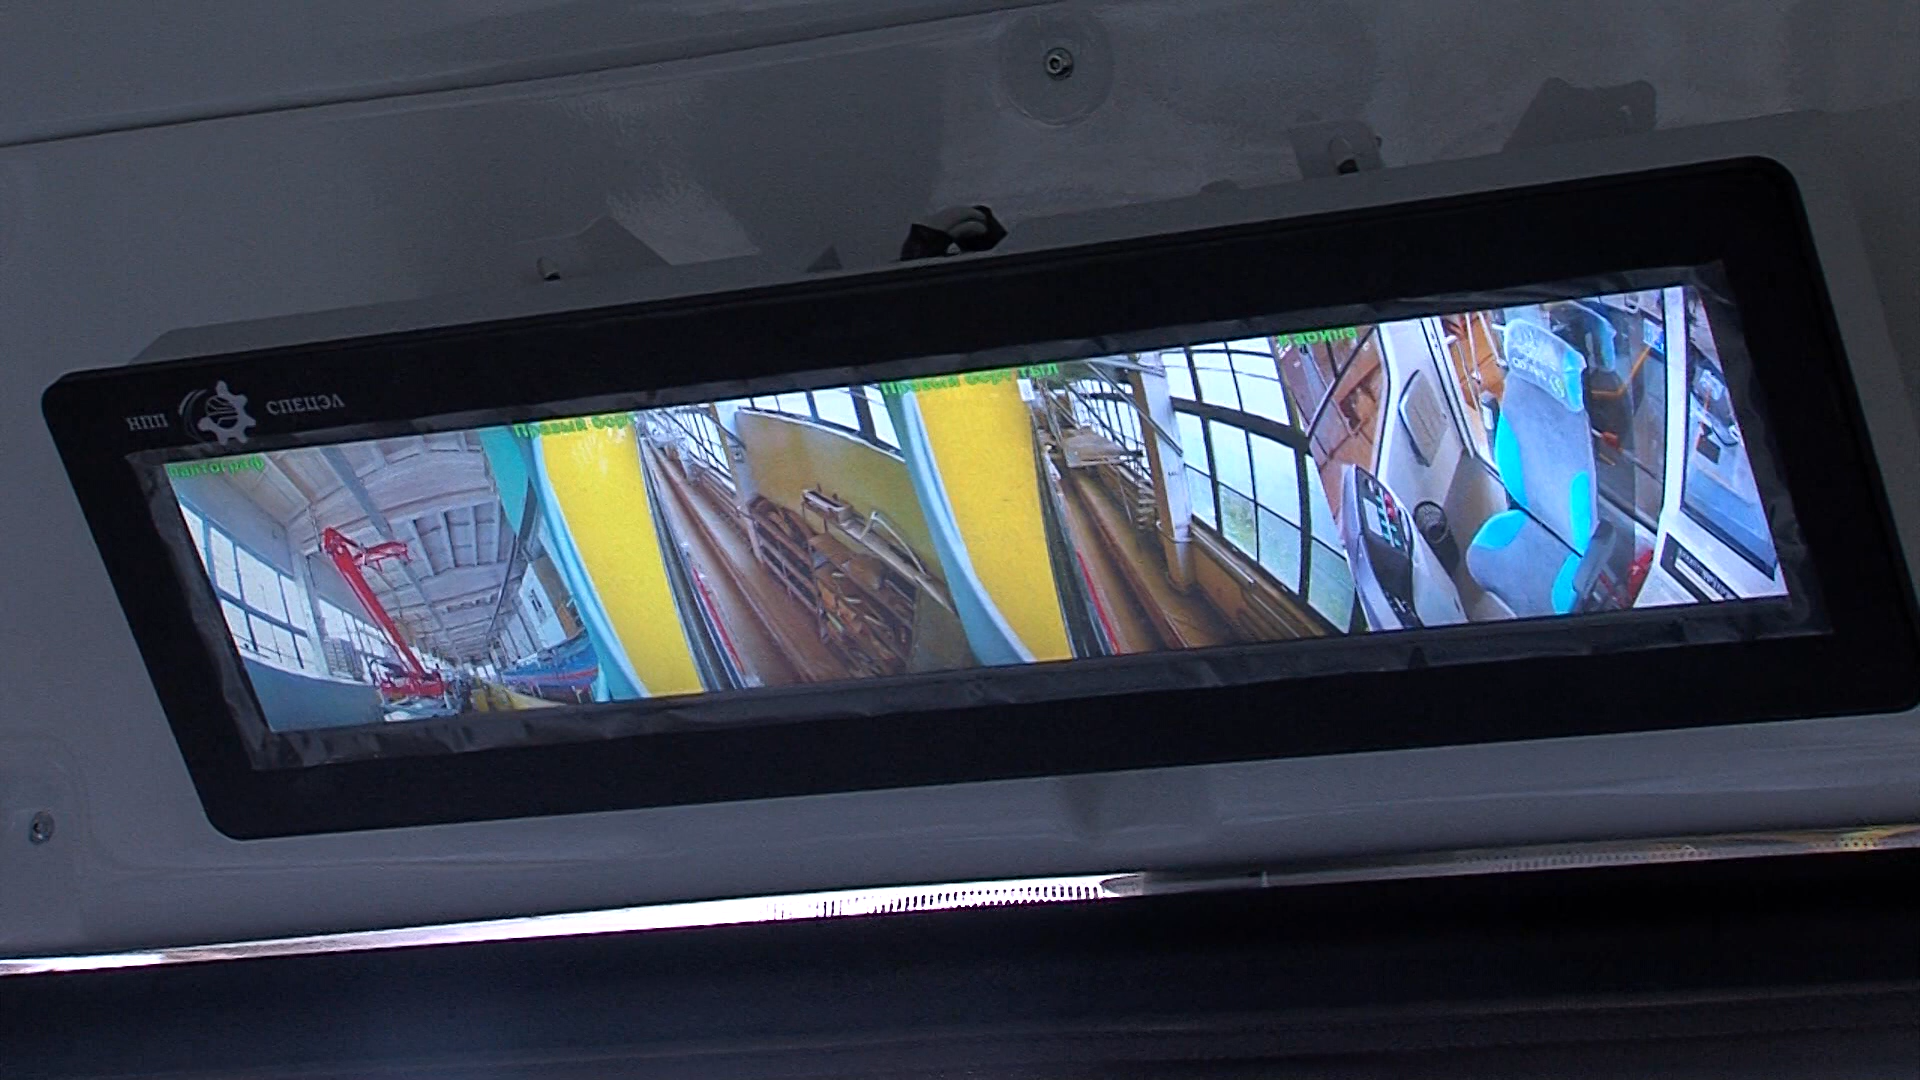 НПП СПЕЦЭЛ
Пантограф
Правый борт
Правый борт тыл
Кабина